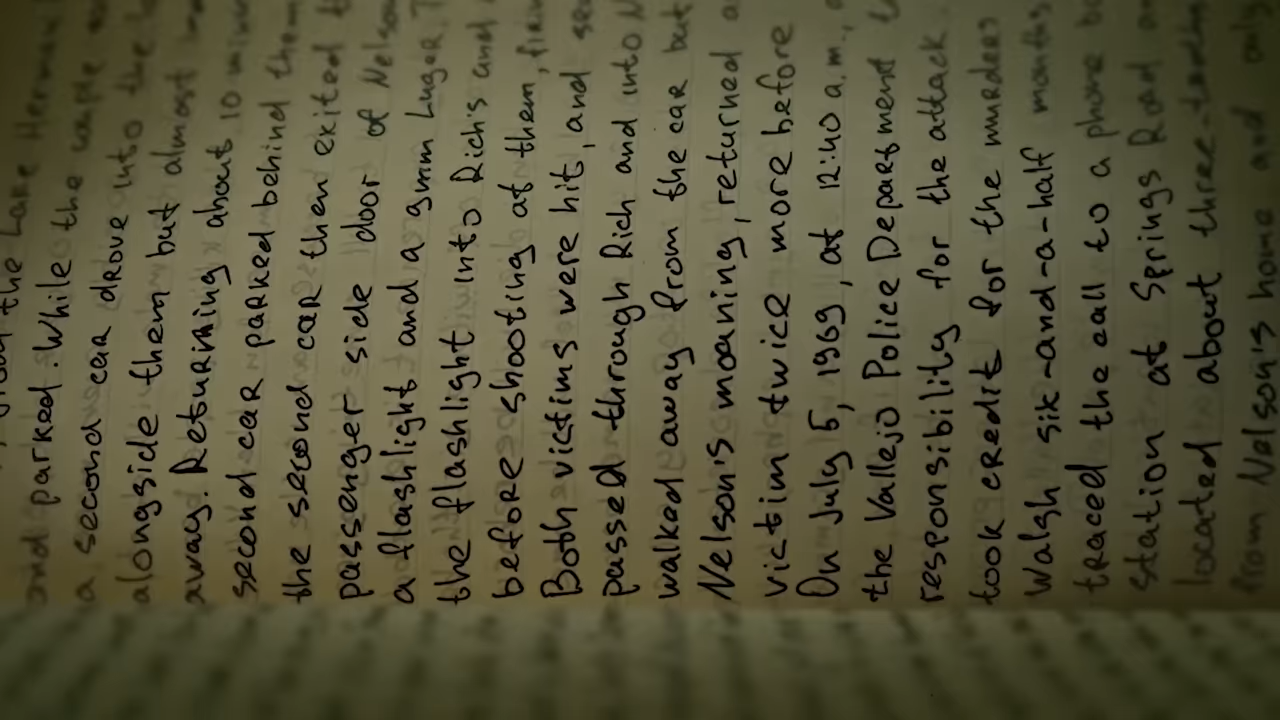 the Lake Herman
and parked. While the couple
a second car drove into the
alongside them but almost
away. Returning about 10
second car parked behind them
the second car then exited
passenger side door of Nelson
a flashlight and a 9mm Luger.
the flashlight into Rich's and
before shooting at them,
Both victims were hit, and
passed through Rich and into
walked away from the car but
Nelson's moaning, returned
victim twice more before
On July 5, 1969, at 12:40 a.m.,
the Vallejo Police Department
responsibility for the attack.
took credit for the murders
Walsh sik-and-a-half months
traced the call to a phone
station at Springs Road
located about three-tenths
from Nelson's home and only